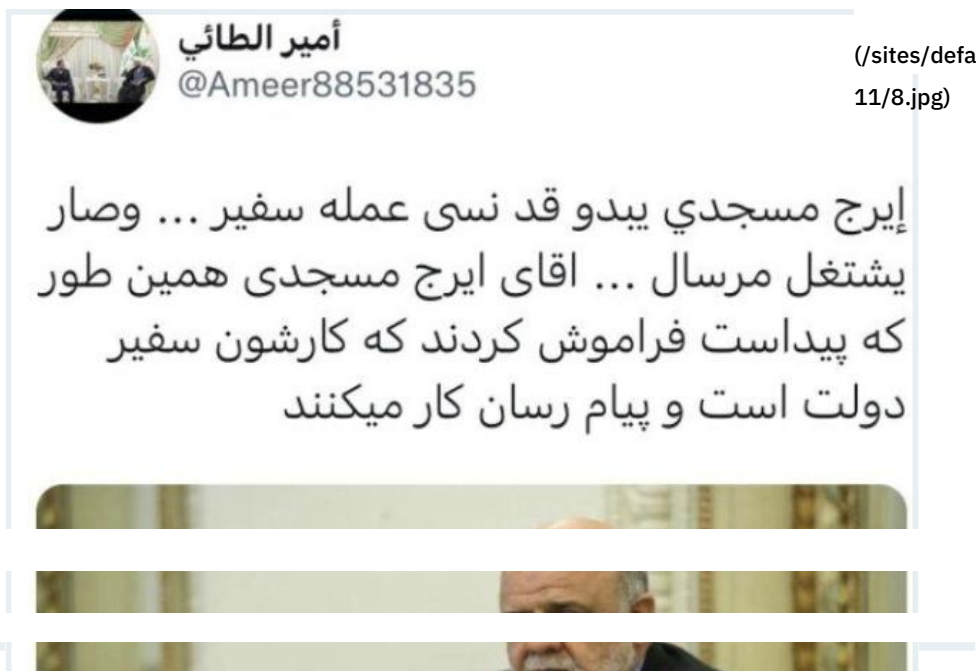 أمير الطائي
@Ameer88531835
(/sites/defa
11/8.jpg)
إيرج مسجدي يبدو قد نسى عمله سفير ... وصار
يشتغل مرسال ... اقای ایرج مسجدی همین طور
که پیداست فراموش کردند که کارشون سفیر
دولت است و پیام رسان کار میکنند